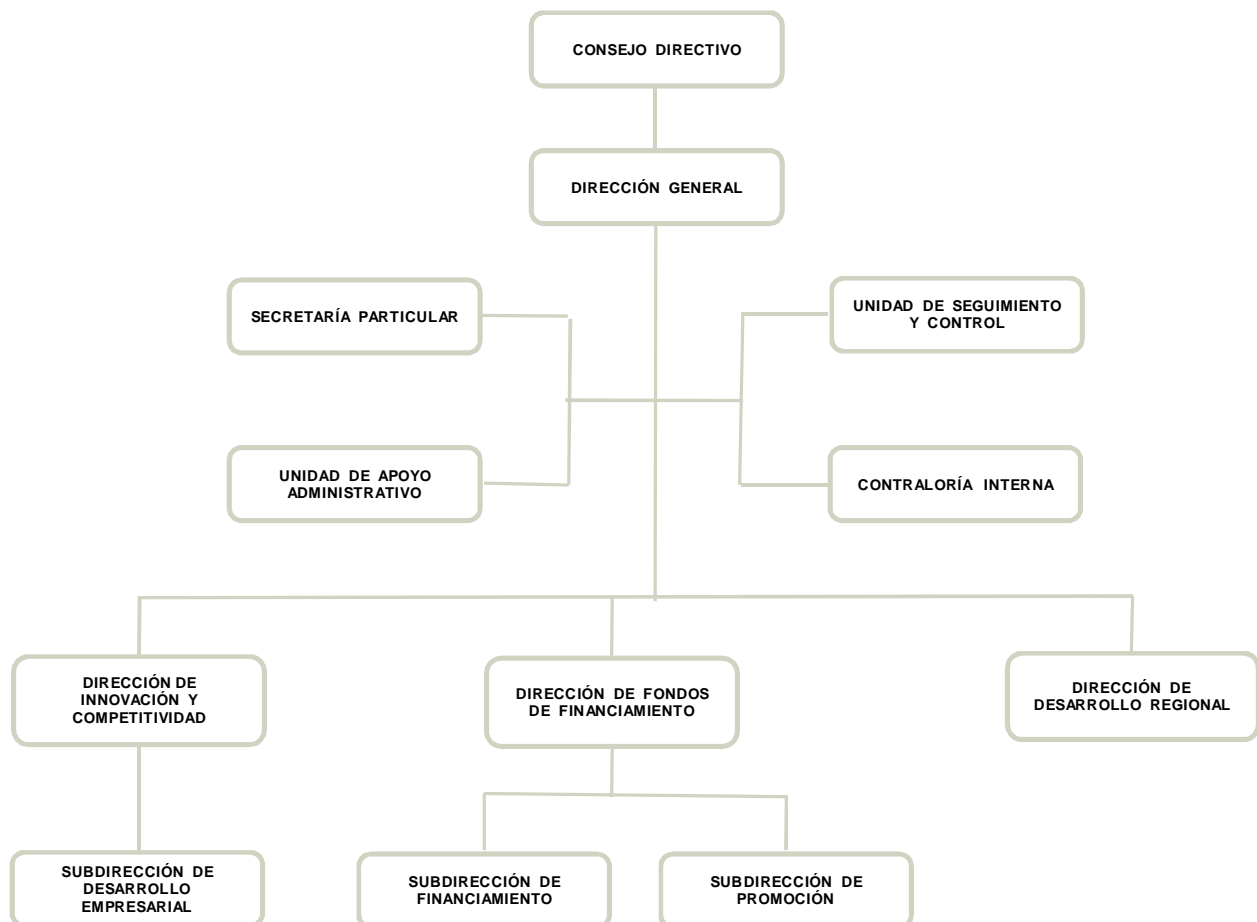 CONSEJO DIRECTIVO
DIRECCIÓN GENERAL
SECRETARÍA PARTICULAR
UNIDAD DE SEGUIMIENTO
Y CONTROL
UNIDAD DE APOYO
ADMINISTRATIVO
CONTRALORÍA INTERNA
DIRECCIÓN DE
INNOVACIÓN Y
COMPETITIVIDAD
DIRECCIÓN DE FONDOS
DE FINANCIAMIENTO
DIRECCIÓN DE
DESARROLLO REGIONAL
SUBDIRECCIÓN DE
DESARROLLO
EMPRESARIAL
SUBDIRECCIÓN DE
FINANCIAMIENTO
SUBDIRECCIÓN DE
PROMOCIÓN